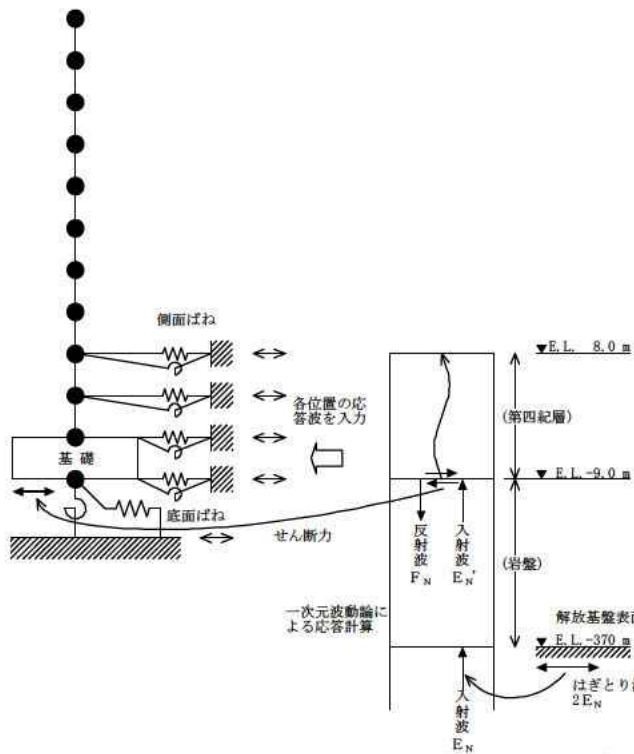 側面ばね
各位置の応
答波を入力
基礎
底面ばね
せん断力
▼E.L. 8.0 m
(第四紀層)
▼E.L.-9.0 m
反射波
F_N
入射波
E_N'
(岩盤)
一次元波動論に
よる応答計算
解放基盤表面
▼ E.L.-370 m
はぎとり
2E_N
入射波
E_N